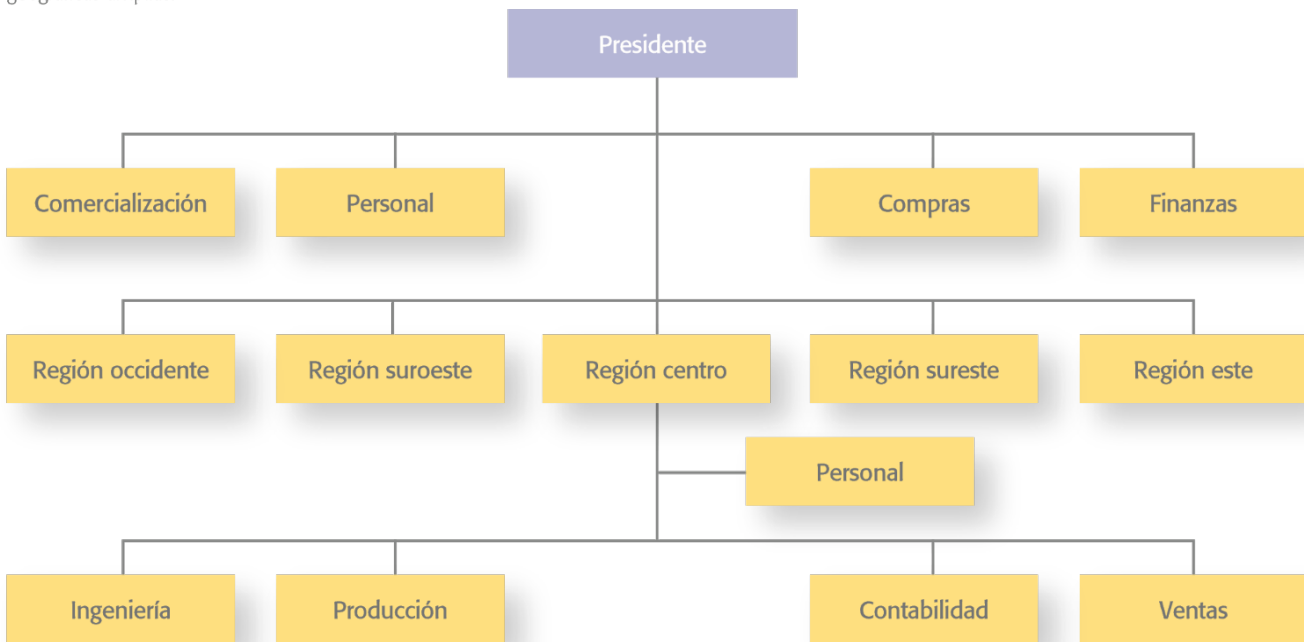 Presidente
Comercialización
Personal
Compras
Finanzas
Región occidente
Región suroeste
Región centro
Región sureste
Región este
Personal
Ingeniería
Producción
Contabilidad
Ventas